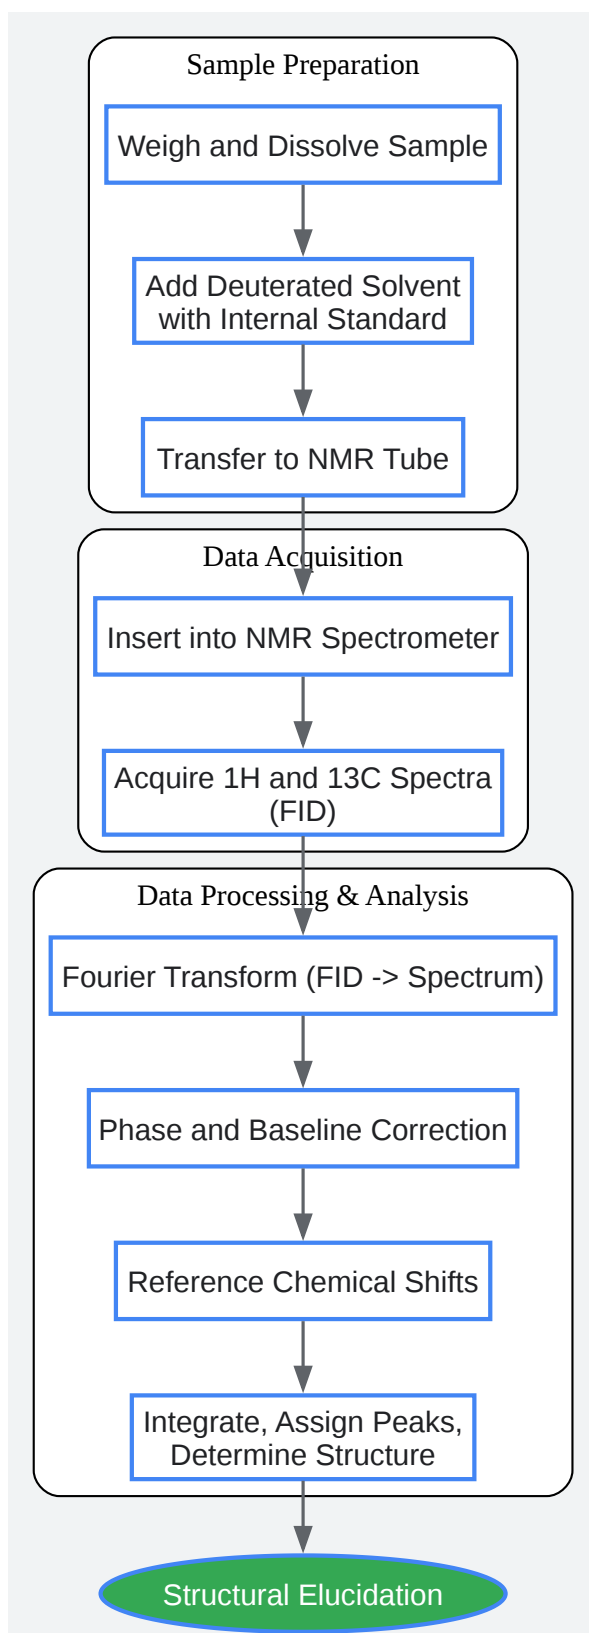 Sample Preparation
Weigh and Dissolve Sample
Add Deuterated Solvent
with Internal Standard
Transfer to NMR Tube
Data Acquisition
Insert into NMR Spectrometer
Acquire 1H and 13C Spectra
(FID)
Data Processing & Analysis
Fourier Transform (FID -> Spectrum)
Phase and Baseline Correction
Reference Chemical Shifts
Integrate, Assign Peaks,
Determine Structure
Structural Elucidation